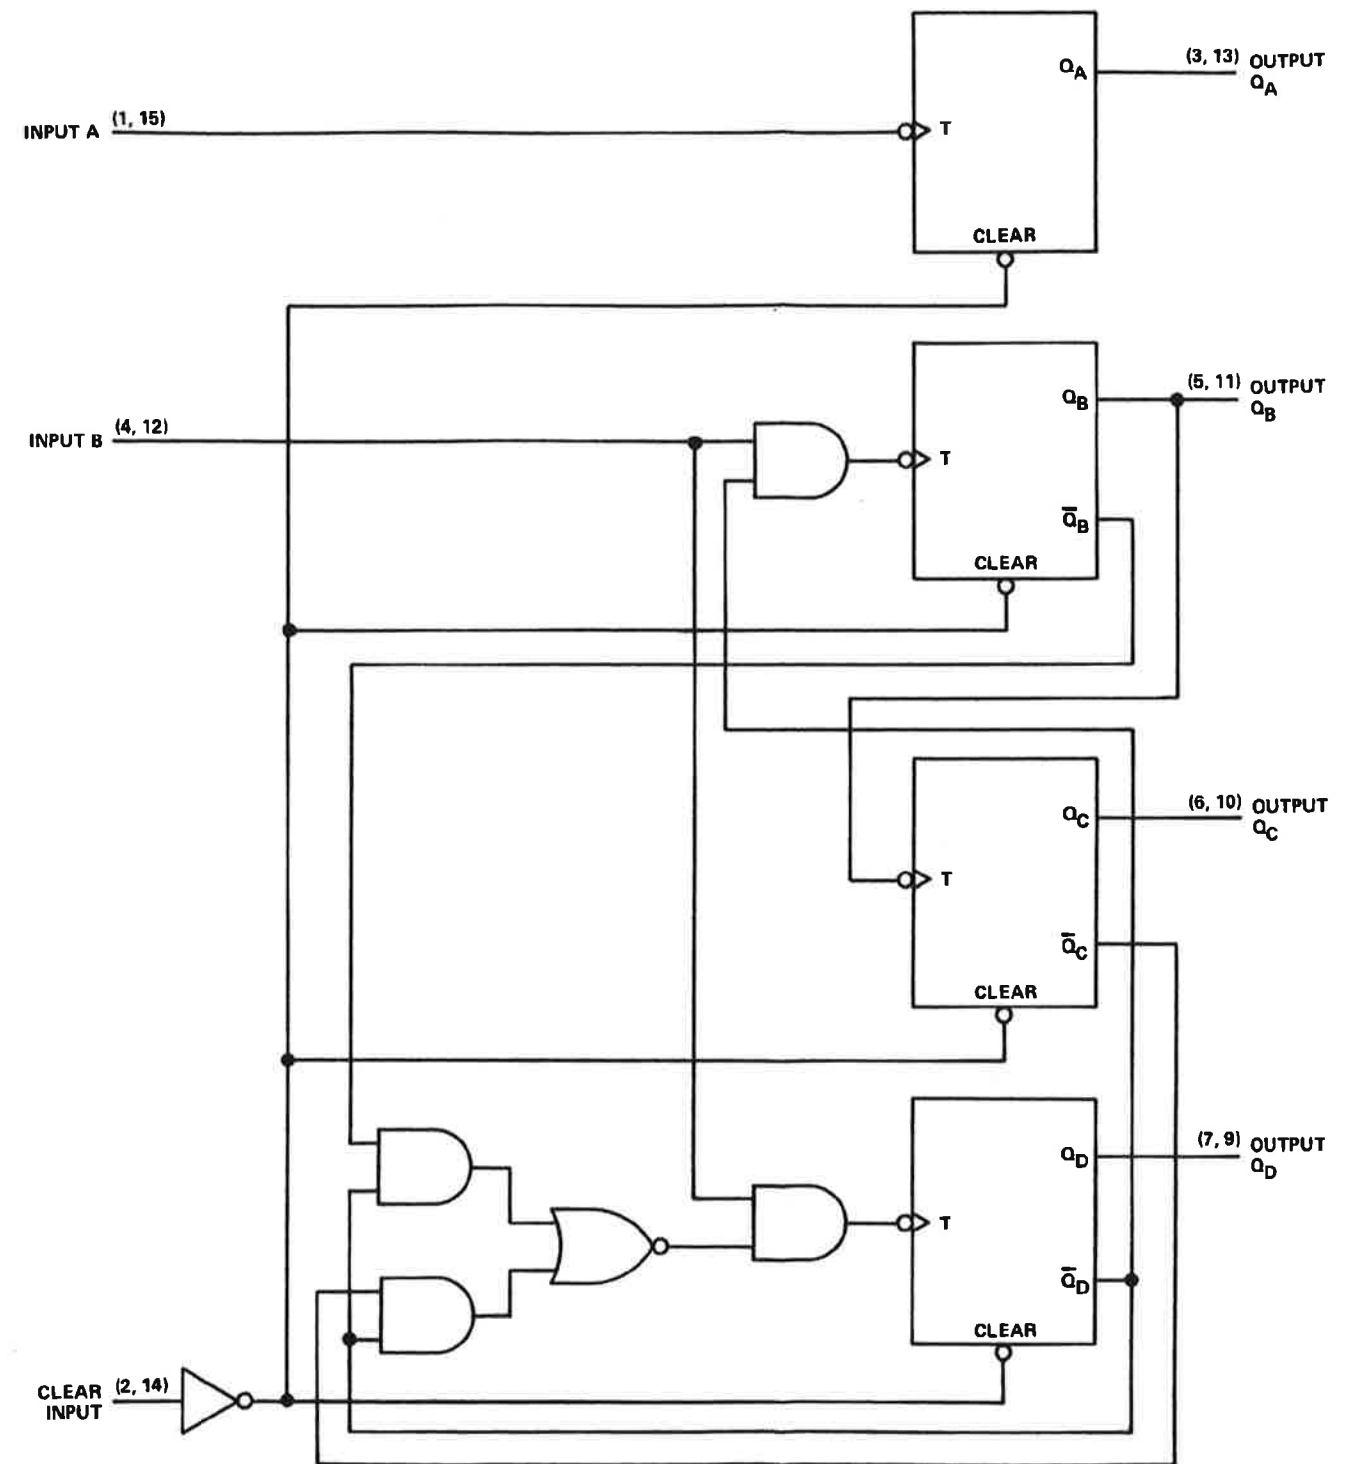 (3, 13) OUTPUT
QA
QA
INPUT A (1, 15)
T
CLEAR
(5, 11) OUTPUT
QB
QB
INPUT B (4, 12)
T
Q̅B
CLEAR
(6, 10) OUTPUT
QC
QC
T
Q̅C
CLEAR
(7, 9) OUTPUT
QD
QD
T
Q̅D
CLEAR
CLEAR (2, 14)
INPUT